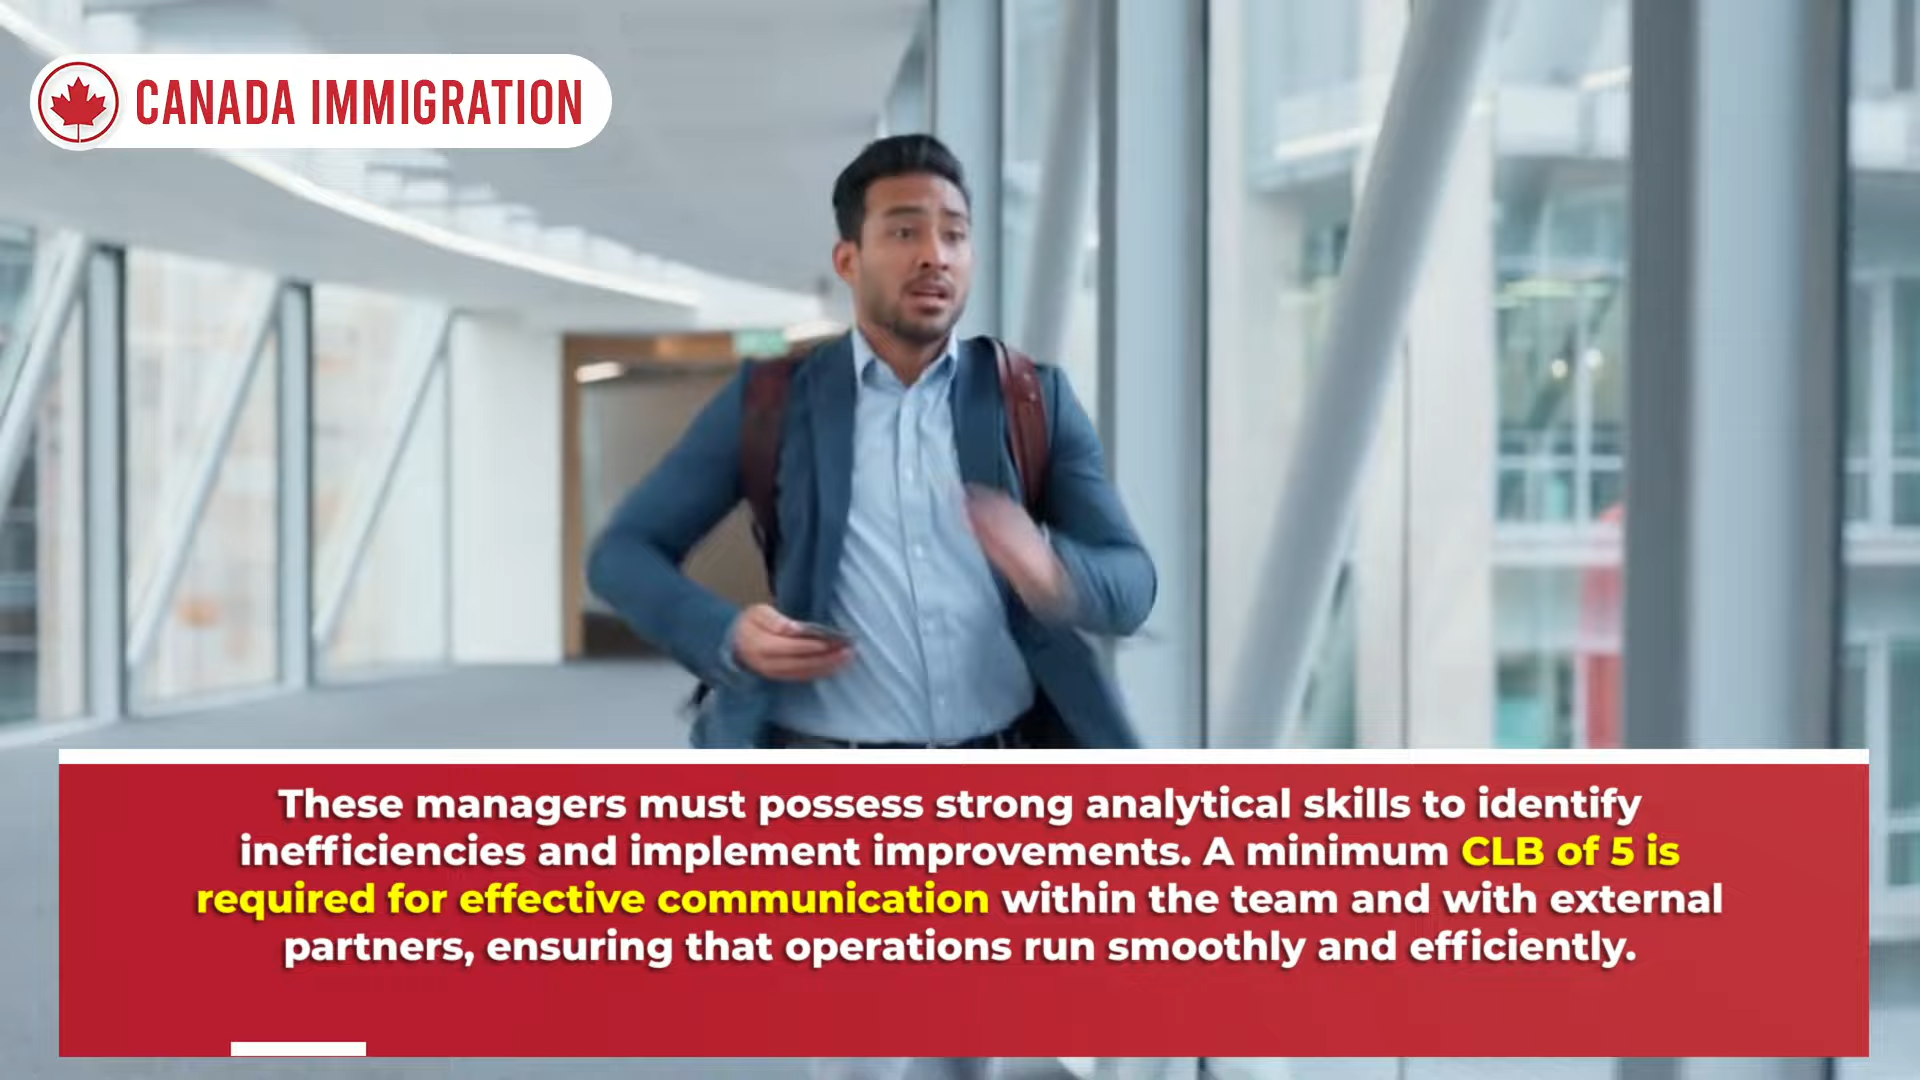 CANADA IMMIGRATION
These managers must possess strong analytical skills to identify
inefficiencies and implement improvements. A minimum CLB of 5 is
required for effective communication within the team and with external
partners, ensuring that operations run smoothly and efficiently.